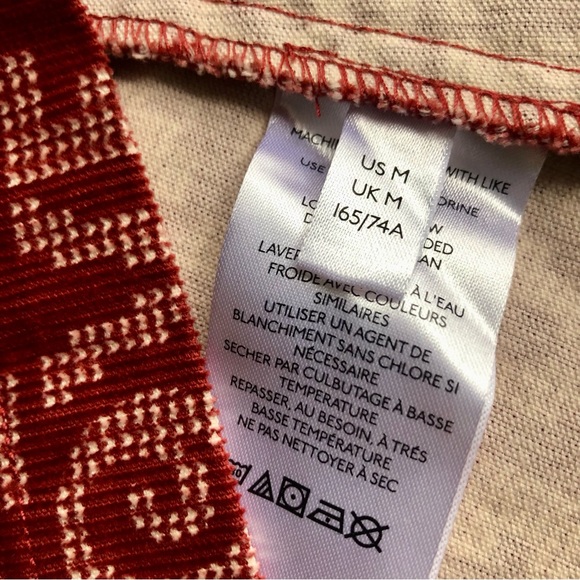 US M
UK M
165/74A
MACHI
WITH LIKE
USE
ORINE
LO
W
D
DED
AN
LAVER
À L'EAU
FROIDE AVEC COULEURS
SIMILAIRES
UTILISER UN AGENT DE
BLANCHIMENT SANS CHLORE SI
NÉCESSAIRE
SECHER PAR CULBUTAGE À BASSE
TEMPERATURE
REPASSER, AU BESOIN, À TRÉS
BASSE TEMPÉRATURE
NE PAS NETTOYER À SEC